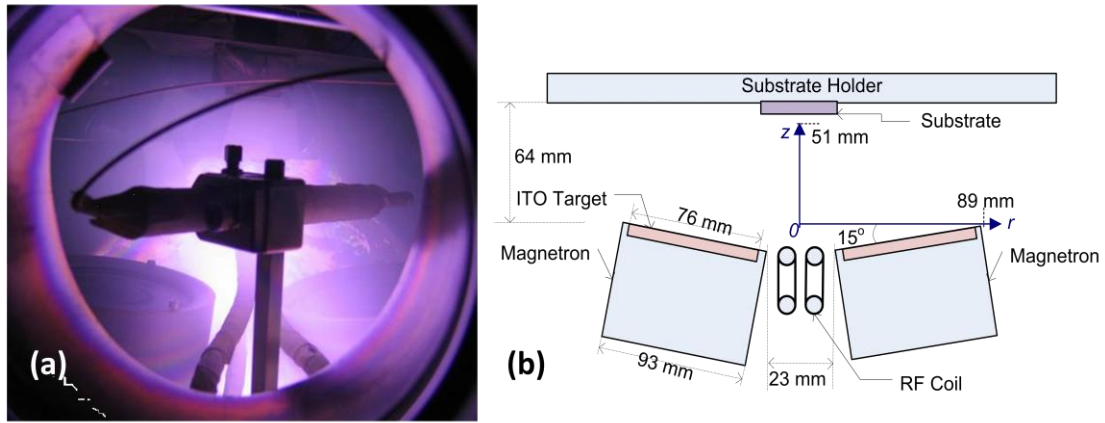 (a)
(b)
Substrate Holder
Substrate
z
51 mm
64 mm
ITO Target
76 mm
89 mm
0
r
15°
Magnetron
Magnetron
93 mm
23 mm
RF Coil